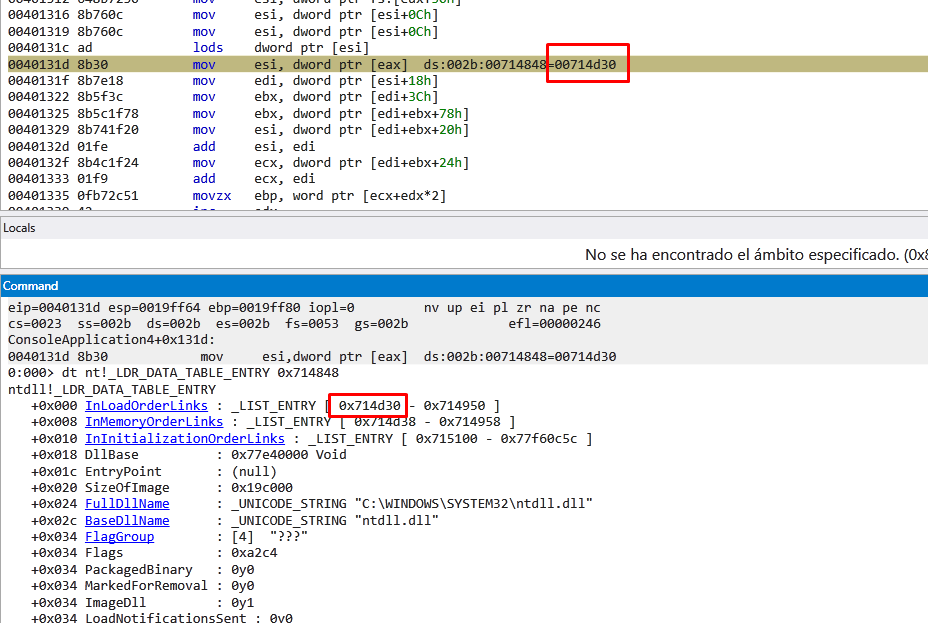 00401316 8b760c mov esi, dword ptr [esi+0Ch]
00401319 8b760c mov esi, dword ptr [esi+0Ch]
0040131c ad lods dword ptr [esi]
0040131d 8b30 mov esi, dword ptr [eax] ds:002b:00714848=00714d30
0040131f 8b7e18 mov edi, dword ptr [esi+18h]
00401322 8b5f3c mov ebx, dword ptr [edi+3Ch]
00401325 8b5c1f78 mov ebx, dword ptr [edi+ebx+78h]
00401329 8b741f20 mov esi, dword ptr [edi+ebx+20h]
0040132d 01fe add esi, edi
0040132f 8b4c1f24 mov ecx, dword ptr [edi+ebx+24h]
00401333 01f9 add ecx, edi
00401335 0fb72c51 movzx ebp, word ptr [ecx+edx*2]
Locals
No se ha encontrado el ámbito especificado. (0x8
Command
eip=0040131d esp=0019ff64 ebp=0019ff80 iopl=0 nv up ei pl zr na pe nc
cs=0023 ss=002b ds=002b es=002b fs=0053 gs=002b efl=00000246
ConsoleApplication4+0x131d:
0040131d 8b30 mov esi,dword ptr [eax] ds:002b:00714848=00714d30
0:000> dt nt!_LDR_DATA_TABLE_ENTRY 0x714848
ntdll!_LDR_DATA_TABLE_ENTRY
+0x000 InLoadOrderLinks : _LIST_ENTRY [ 0x714d30 - 0x714950 ]
+0x008 InMemoryOrderLinks : _LIST_ENTRY [ 0x714d38 - 0x714958 ]
+0x010 InInitializationOrderLinks : _LIST_ENTRY [ 0x715100 - 0x77f60c5c ]
+0x018 DllBase : 0x77e40000 Void
+0x01c EntryPoint : (null)
+0x020 SizeOfImage : 0x19c000
+0x024 FullDllName : _UNICODE_STRING "C:\WINDOWS\SYSTEM32\ntdll.dll"
+0x02c BaseDllName : _UNICODE_STRING "ntdll.dll"
+0x034 FlagGroup : [4] "???"
+0x034 Flags : 0xa2c4
+0x034 PackagedBinary : 0y0
+0x034 MarkedForRemoval : 0y0
+0x034 ImageDll : 0y1
+0x034 LoadNotificationsSent : 0y0